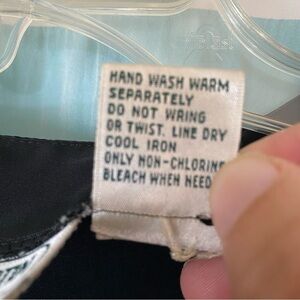 HAND WASH WARM
SEPARATELY
DO NOT WRING
OR TWIST. LINE DRY
COOL IRON
ONLY NON-CHLORINE
BLEACH WHEN NEED